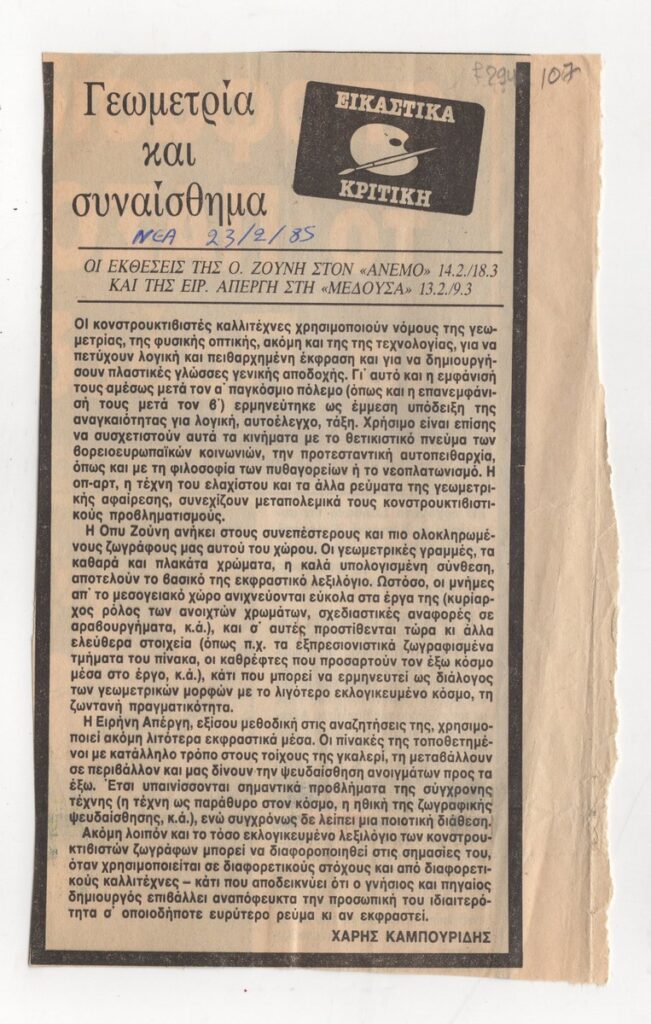 107
Γεωμετρία
και
συναίσθημα
ΕΙΚΑΣΤΙΚΑ
ΚΡΙΤΙΚΗ
ΝΕΑ 23/2/85
ΟΙ ΕΚΘΕΣΕΙΣ ΤΗΣ Ο. ΖΟΥΝΗ ΣΤΟΝ «ΑΝΕΜΟ» 14.2./18.3
ΚΑΙ ΤΗΣ ΕΙΡ. ΑΠΕΡΓΗ ΣΤΗ «ΜΕΔΟΥΣΑ» 13.2./9.3
ΟΙ κονστρουκτιβιστές καλλιτέχνες χρησιμοποιούν νόμους της γεω-
μετρίας, της φυσικης οπτικής, ακόμη και της της τεχνολογίας, για να
πετύχουν λογική και πειθαρχημένη έκφραση και για να δημιουργή-
σουν πλαστικές γλώσσες γενικής αποδοχής. Γι᾽ αυτό και η εμφάνισή
τους αμέσως μετά τον α᾽ παγκόσμιο πόλεμο (όπως και η επανεμφάνι-
σή τους μετά τον β᾽) ερμηνεύτηκε ως έμμεση υπόδειξη της
αναγκαιότητας για λογική, αυτοέλεγχο, τάξη. Χρήσιμο είναι επίσης
να συσχετιστούν αυτά τα κινήματα με το θετικιστικό πνεύμα των
βορειοευρωπαϊκών κοινωνιών, την προτεσταντική αυτοπειθαρχία,
όπως και με τη φιλοσοφία των πυθαγορείων ή το νεοπλατωνισμό. Η
οπ-αρτ, η τέχνη του ελαχίστου και τα άλλα ρεύματα της γεωμετρι-
κής αφαίρεσης, συνεχίζουν μεταπολεμικά τους κονστρουκτιβιστι-
κούς προβληματισμούς.
Η Οπυ Ζούνη ανήκει στους συνεπέστερους και πιο ολοκληρωμέ-
νους ζωγράφους μας αυτού του χώρου. Οι γεωμετρικές γραμμές, τα
καθαρά και πλακάτα χρώματα, η καλά υπολογισμένη σύνθεση,
αποτελούν το βασικό της εκφραστικό λεξιλόγιο. Ωστόσο, οι μνήμες
απ᾽ το μεσογειακό χώρο ανιχνεύονται εύκολα στα έργα της (κυρίαρ-
χος ρόλος των ανοιχτών χρωμάτων, σχεδιαστικές αναφορές σε
αραβουργήματα, κ.ά.), και σ᾽ αυτές προστίθενται τώρα κι άλλα
ελεύθερα στοιχεία (όπως π.χ. τα εξπρεσιονιστικά ζωγραφισμένα
τμήματα του πίνακα, οι καθρέφτες που προσαρτούν τον έξω κόσμο
μέσα στο έργο, κ.ά.), κάτι που μπορεί να ερμηνευτεί ως διάλογος
των γεωμετρικών μορφών με το λιγότερο εκλογικευμένο κόσμο, τη
ζωντανή πραγματικότητα.
Η Ειρήνη Απέργη, εξίσου μεθοδική στις αναζητήσεις της, χρησιμο-
ποιεί ακόμη λιτότερα εκφραστικά μέσα. Οι πίνακές της τοποθετημέ-
νοι με κατάλληλο τρόπο στους τοίχους της γκαλερί, τη μεταβάλλουν
σε περιβάλλον και μας δίνουν την ψευδαίσθηση ανοιγμάτων προς τα
έξω. Έτσι υπαινίσσονται σημαντικά προβλήματα της σύγχρονης
τέχνης (η τέχνη ως παράθυρο στον κόσμο, η ηθική της ζωγραφικής
ψευδαίσθησης, κ.ά.), ενώ συγχρόνως δε λείπει μια ποιοτική διάθεση.
Ακόμη λοιπόν και το τόσο εκλογικευμένο λεξιλόγιο των κονστρου-
κτιβιστών ζωγράφων μπορεί να διαφοροποιηθεί στις σημασίες του,
όταν χρησιμοποιείται σε διαφορετικούς στόχους και από διαφορετι-
κούς καλλιτέχνες – κάτι που αποδεικνύει ότι ο γνήσιος και πηγαίος
δημιουργός επιβάλλει αναπόφευκτα την προσωπική του ιδιαιτερό-
τητα σ᾽ οποιοδήποτε ευρύτερο ρεύμα κι αν εκφραστεί.
ΧΑΡΗΣ ΚΑΜΠΟΥΡΙΔΗΣ